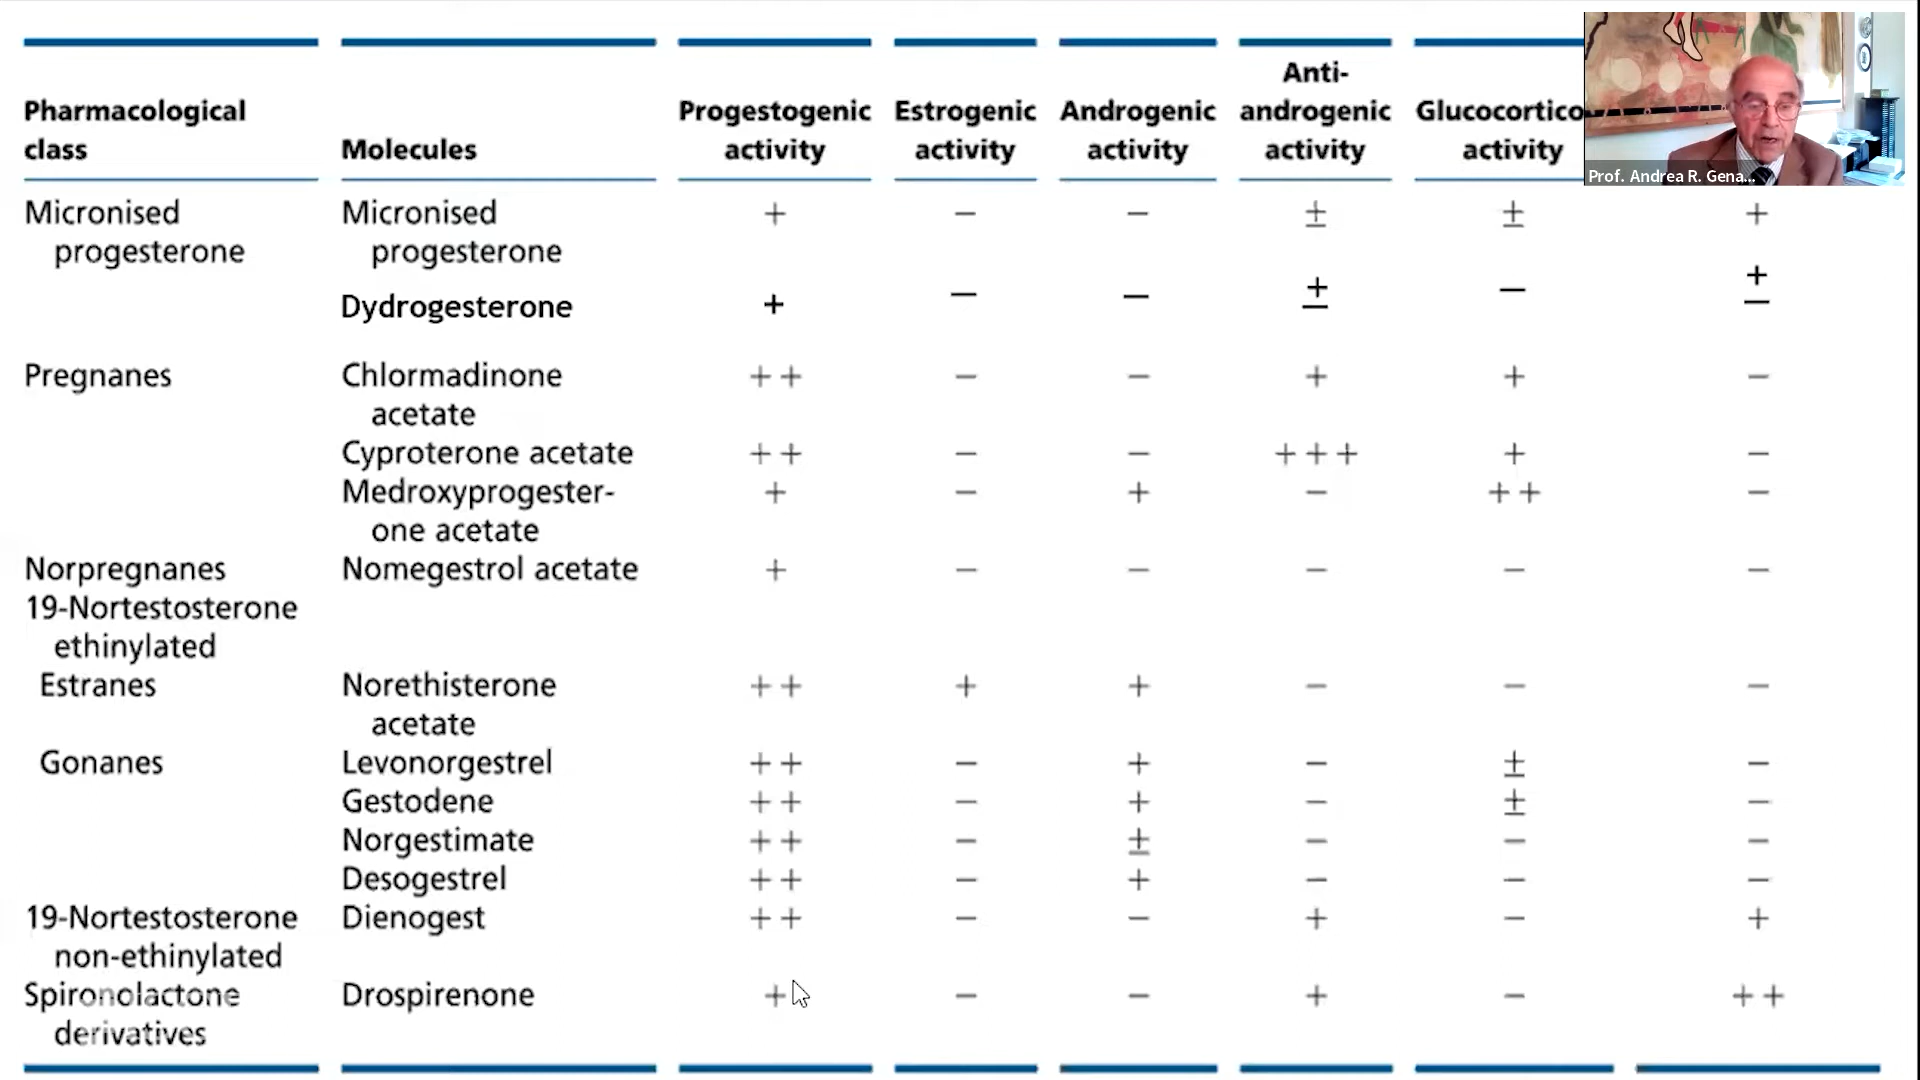 Pharmacological class Molecules Progestogenic activity Estrogenic activity Androgenic activity Anti-androgenic activity Glucocortico activity
Prof. Andrea R. Gena...
Micronised progesterone Micronised progesterone + − − ± ± +
Dydrogesterone + − − ± − ±
Pregnanes Chlormadinone acetate ++ − − + + −
Cyproterone acetate ++ − − +++ + −
Medroxyprogester-one acetate + − + − ++ −
Norpregnanes Nomegestrol acetate + − − − − −
19-Nortestosterone ethinylated
Estranes Norethisterone acetate ++ + + − − −
Gonanes Levonorgestrel ++ − + − ± −
Gestodene ++ − + − ± −
Norgestimate ++ − ± − − −
Desogestrel ++ − + − − −
19-Nortestosterone non-ethinylated Dienogest ++ − − + − +
Spironolactone derivatives Drospirenone + − − + − ++